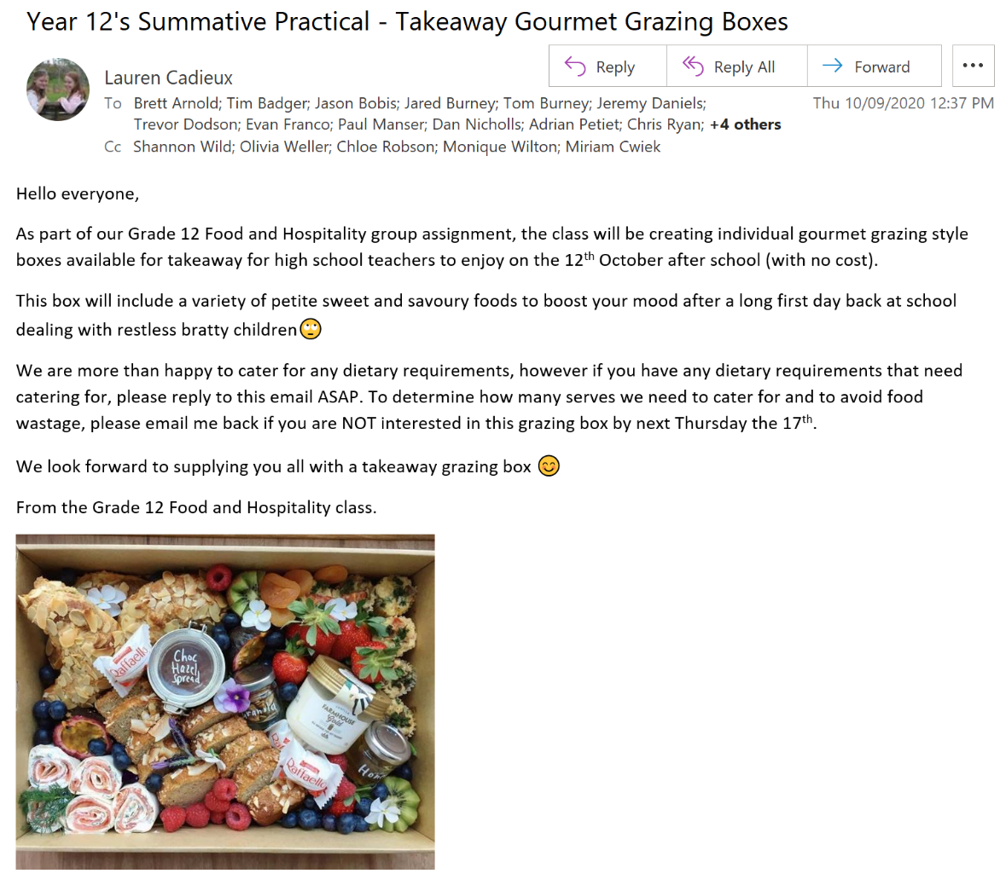 Year 12's Summative Practical - Takeaway Gourmet Grazing Boxes
Lauren Cadieux
Reply
Reply All
Forward
To Brett Arnold; Tim Badger; Jason Bobis; Jared Burney; Tom Burney; Jeremy Daniels;
Thu 10/09/2020 12:37 PM
Trevor Dodson; Evan Franco; Paul Manser; Dan Nicholls; Adrian Petiet; Chris Ryan; +4 others
Cc Shannon Wild; Olivia Weller; Chloe Robson; Monique Wilton; Miriam Cwiek
Hello everyone,
As part of our Grade 12 Food and Hospitality group assignment, the class will be creating individual gourmet grazing style
boxes available for takeaway for high school teachers to enjoy on the 12th October after school (with no cost).
This box will include a variety of petite sweet and savoury foods to boost your mood after a long first day back at school
dealing with restless bratty children🙄
We are more than happy to cater for any dietary requirements, however if you have any dietary requirements that need
catering for, please reply to this email ASAP. To determine how many serves we need to cater for and to avoid food
wastage, please email me back if you are NOT interested in this grazing box by next Thursday the 17th.
We look forward to supplying you all with a takeaway grazing box 😊
From the Grade 12 Food and Hospitality class.
Raffaello
Choc
Hazel
Spread
FARMHOUSE
Gold
Raffaello